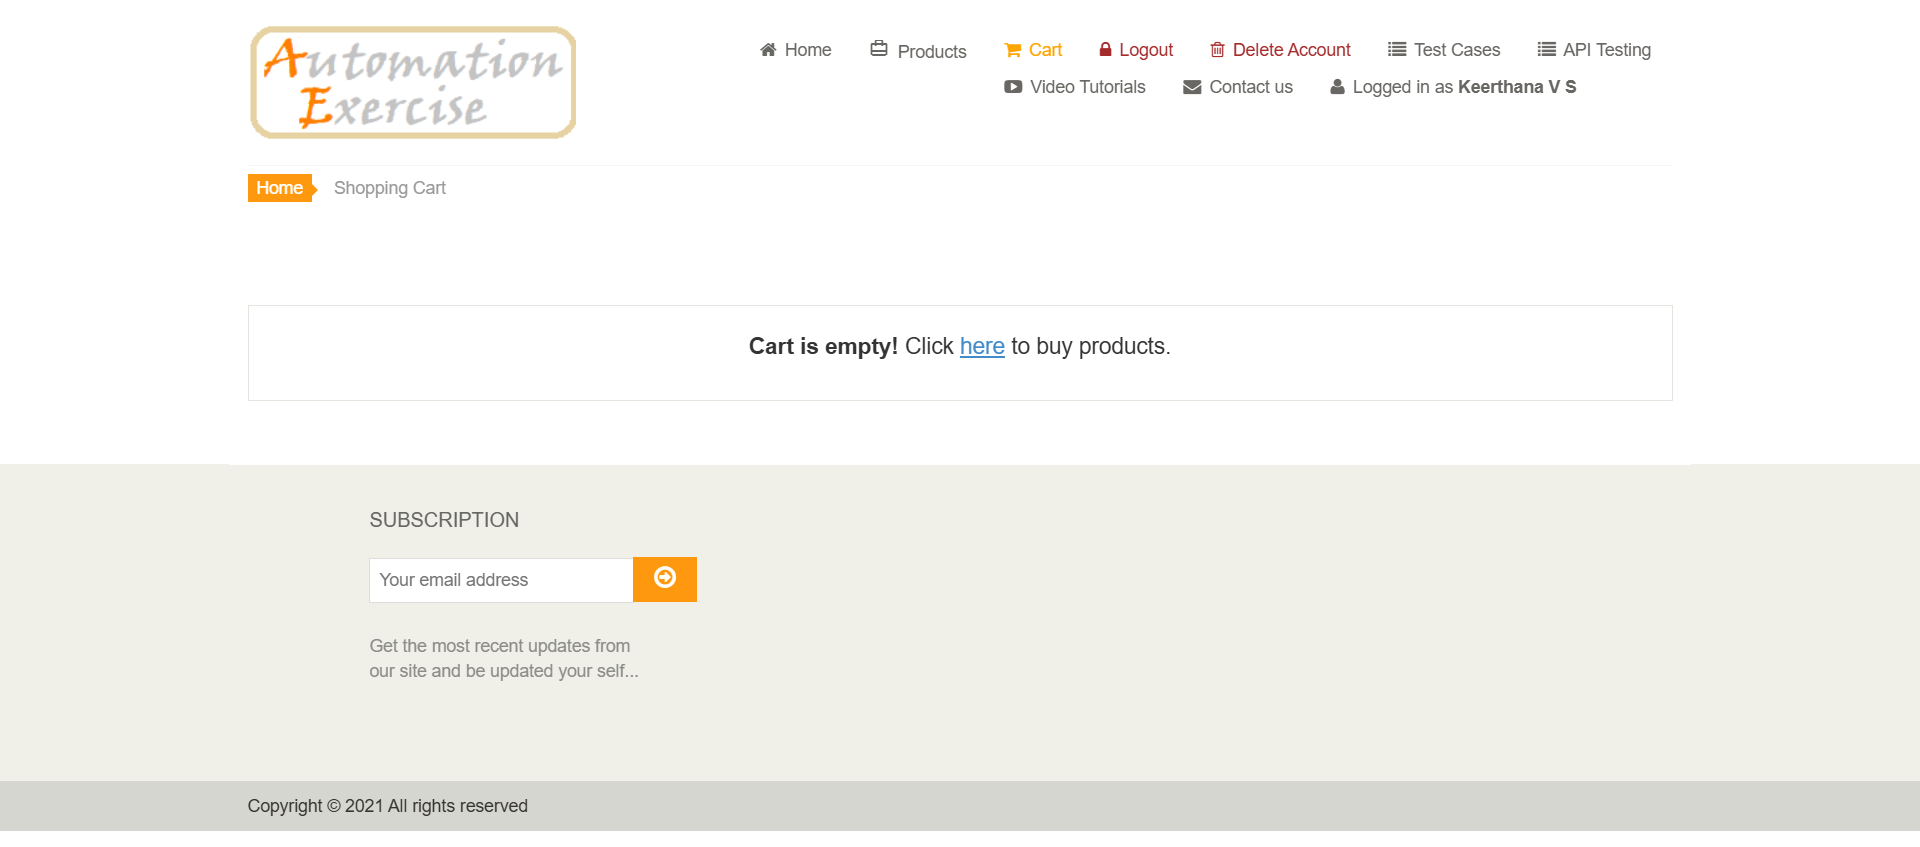 Automation
Exercise
Home Products Cart Logout Delete Account Test Cases API Testing
Video Tutorials Contact us Logged in as Keerthana V S
Home Shopping Cart
Cart is empty! Click here to buy products.
SUBSCRIPTION
Your email address
Get the most recent updates from
our site and be updated your self...
Copyright © 2021 All rights reserved